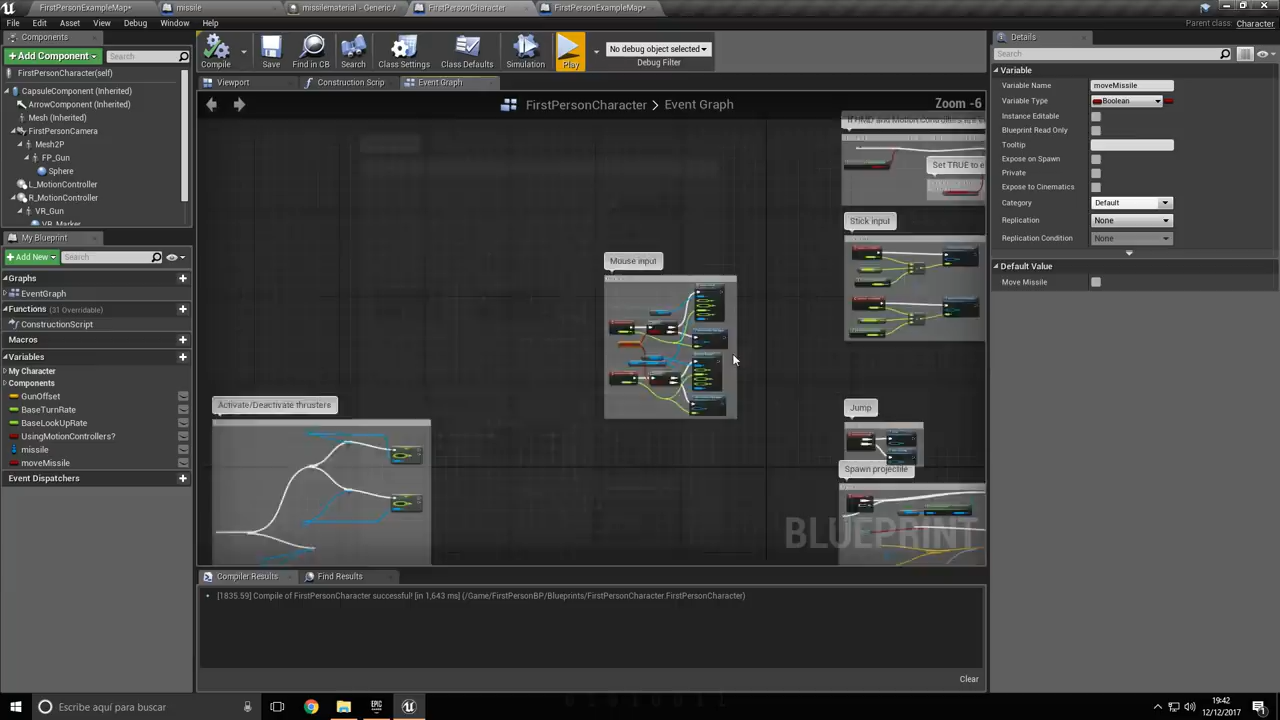 FirstPersonExampleMap*
missile
missilematerial - Generic A
FirstPersonCharacter
FirstPersonExampleMap*
File Edit Asset View Debug Window Help
Parent class: Character
Components
Add Component
Search
FirstPersonCharacter(self)
CapsuleComponent (Inherited)
ArrowComponent (Inherited)
Mesh (Inherited)
FirstPersonCamera
Mesh2P
FP_Gun
Sphere
L_MotionController
R_MotionController
VR_Gun
Compile
Save
Find in CB
Search
Class Settings
Class Defaults
Simulation
Play
No debug object selected
Debug Filter
Viewport
Construction Scrip
Event Graph
FirstPersonCharacter > Event Graph
Zoom -6
Set TRUE to e
Stick input
Mouse input
Activate/Deactivate thrusters
Jump
Spawn projectile
BLUEPRINT
My Blueprint
Add New
Search
Graphs
EventGraph
Functions (31 Overridable)
ConstructionScript
Macros
Variables
My Character
Components
GunOffset
BaseTurnRate
BaseLookUpRate
UsingMotionControllers?
missile
moveMissile
Event Dispatchers
Compiler Results
Find Results
[1835.59] Compile of FirstPersonCharacter successful! [in 1,643 ms] (/Game/FirstPersonBP/Blueprints/FirstPersonCharacter.FirstPersonCharacter)
Clear
Details
Search
Variable
Variable Name moveMissile
Variable Type Boolean
Instance Editable
Blueprint Read Only
Tooltip
Expose on Spawn
Private
Expose to Cinematics
Category Default
Replication None
Replication Condition None
Default Value
Move Missile
Escribe aquí para buscar
19:42
12/12/2017